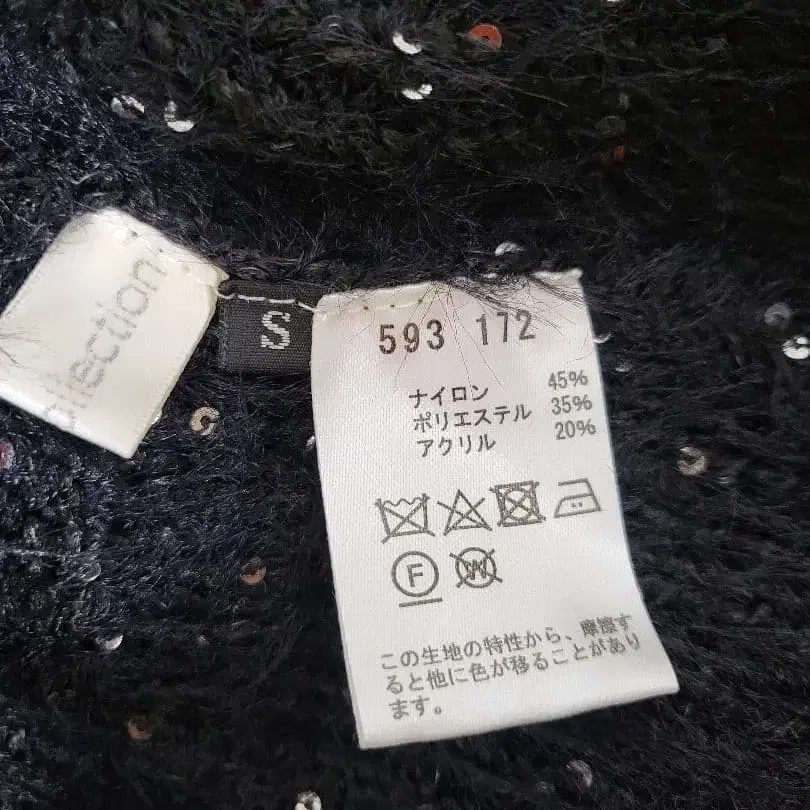 ollection
S
593 172
ナイロン 45%
ポリエステル 35%
アクリル 20%
F
W
この生地の特性から、摩擦す
ると他に色が移ることがあり
ます。